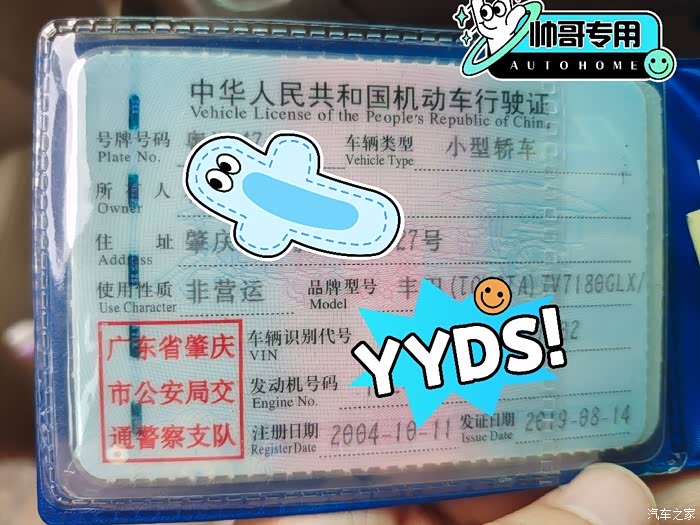 帅哥专用
AUTOHOME
中华人民共和国机动车行驶证
Vehicle License of the People's Republic of China
号牌号码 粤 47 车辆类型 小型轿车
Plate No. Vehicle Type
所有人
Owner
住址 肇庆 27号
Address
使用性质 非营运 品牌型号 丰田(TOYOTA)TV7180GLX/
Use Character Model
广东省肇庆
市公安局交
通警察支队
车辆识别代号
VIN
YYDS!
发动机号码
Engine No.
注册日期 2004-10-11 发证日期 2019-08-14
Register Date Issue Date
汽车之家